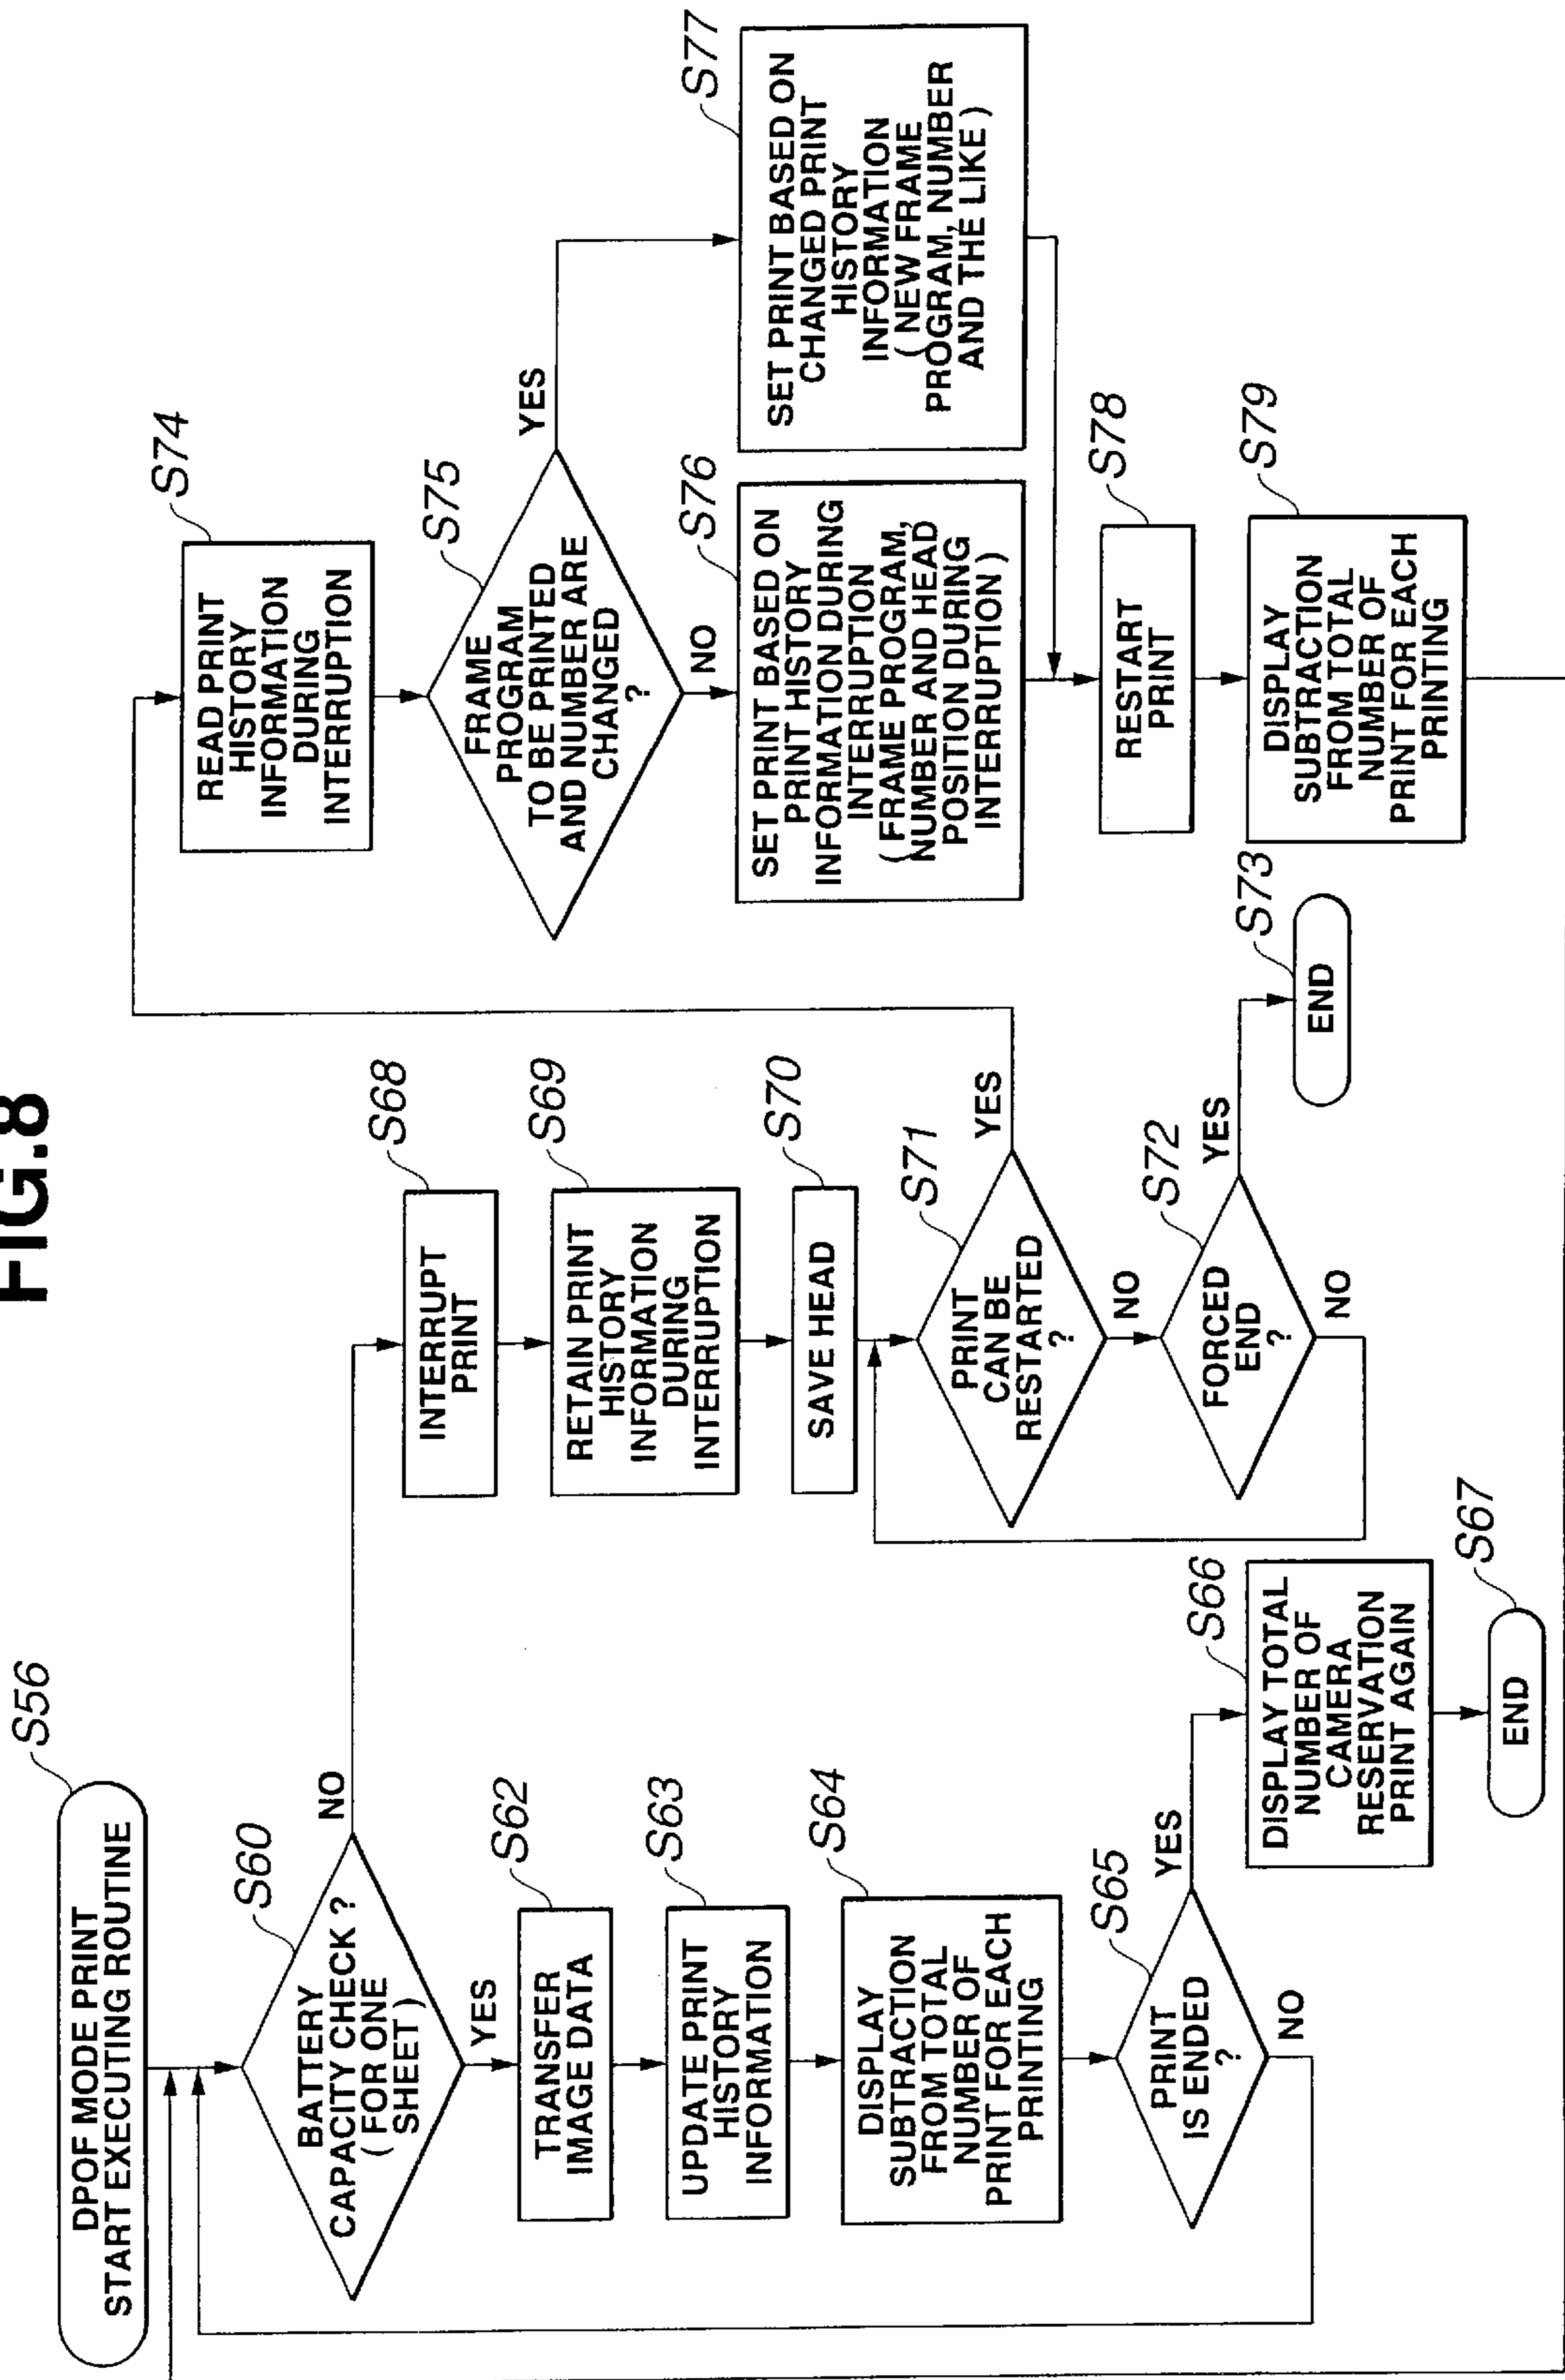 FIG.8
S56
DPOF MODE PRINT
START EXECUTING ROUTINE
S60
BATTERY
CAPACITY CHECK ?
( FOR ONE
SHEET )
NO
YES
S62
TRANSFER
IMAGE DATA
S63
UPDATE PRINT
HISTORY
INFORMATION
S64
DISPLAY
SUBTRACTION
FROM TOTAL
NUMBER OF
PRINT FOR EACH
PRINTING
S65
PRINT
IS ENDED
?
YES
NO
S66
DISPLAY TOTAL
NUMBER OF
CAMERA
RESERVATION
PRINT AGAIN
S67
END
S68
INTERRUPT
PRINT
S69
RETAIN PRINT
HISTORY
INFORMATION
DURING
INTERRUPTION
S70
SAVE HEAD
S71
PRINT
CAN BE
RESTARTED
?
YES
NO
S72
FORCED
END
?
YES
NO
S73
END
S74
READ PRINT
HISTORY
INFORMATION
DURING
INTERRUPTION
S75
FRAME
PROGRAM
TO BE PRINTED
AND NUMBER ARE
CHANGED
?
YES
NO
S76
SET PRINT BASED ON
PRINT HISTORY
INFORMATION DURING
INTERRUPTION
( FRAME PROGRAM,
NUMBER AND HEAD
POSITION DURING
INTERRUPTION )
S77
SET PRINT BASED ON
CHANGED PRINT
HISTORY
INFORMATION
( NEW FRAME
PROGRAM, NUMBER
AND THE LIKE )
S78
RESTART
PRINT
S79
DISPLAY
SUBTRACTION
FROM TOTAL
NUMBER OF
PRINT FOR EACH
PRINTING